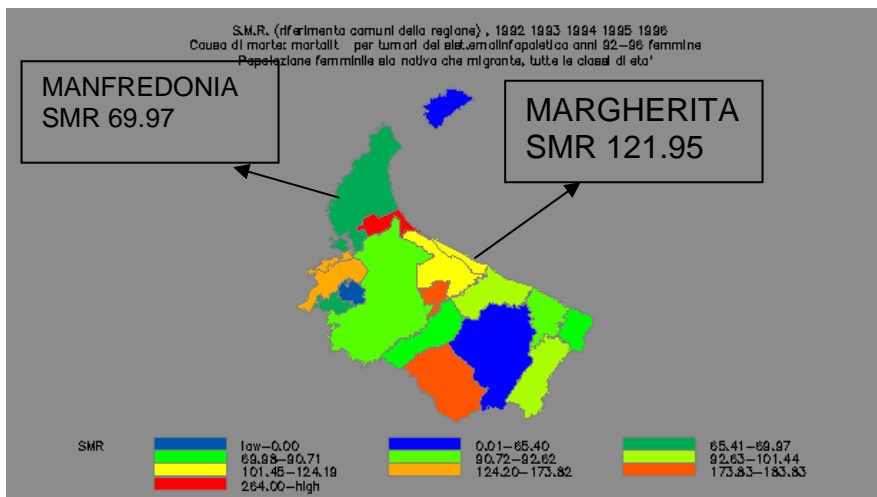 S.M.R. (riferimento comuni della regione) , 1992 1993 1994 1995 1996
Causa di morte: mortalit per tumori del sistemalinfopoietico anni 92-96 femmine
Popolazione femminile sia nativa che migrante, tutte le classi di eta'
MANFREDONIA
SMR 69.97
MARGHERITA
SMR 121.95
SMR
low-0.00
0.01-65.40
65.41-69.97
69.98-90.71
90.72-92.62
92.63-101.44
101.45-124.19
124.20-173.82
173.83-183.83
264.00-high